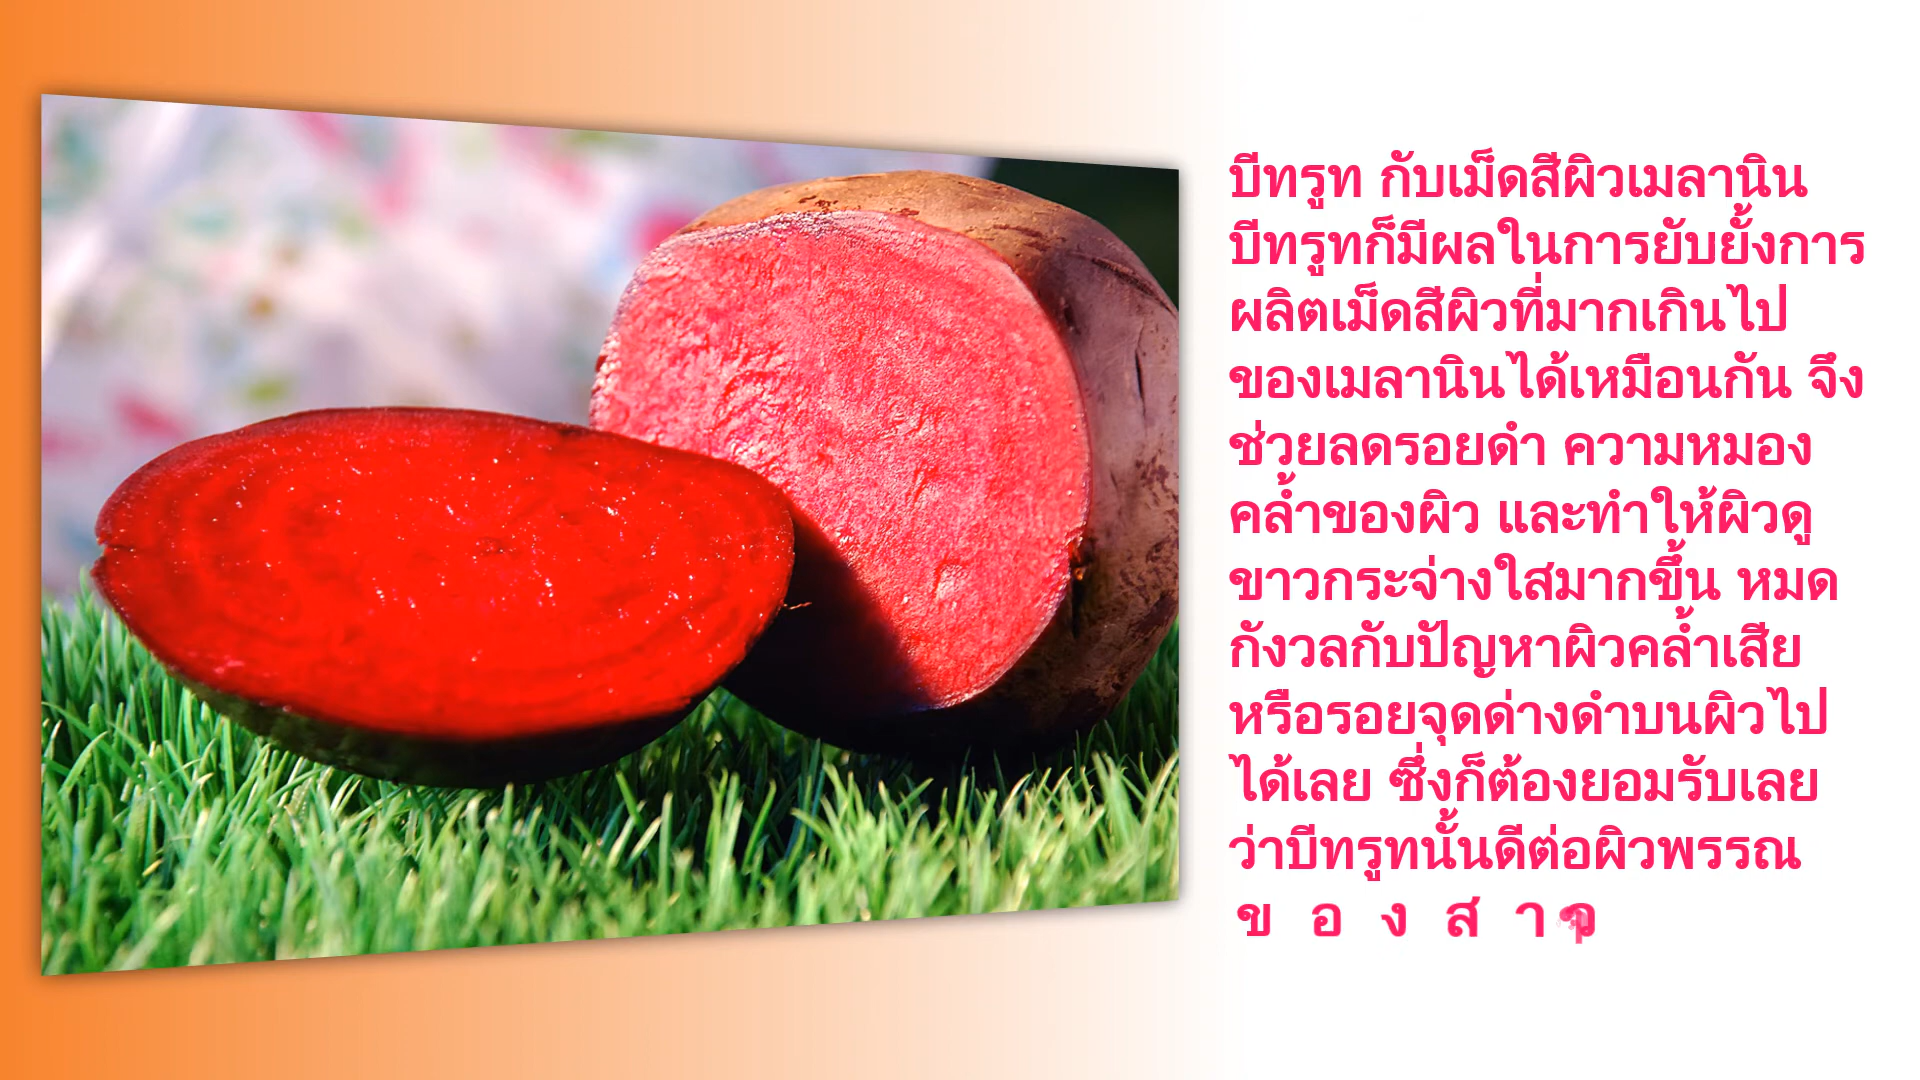 บีทรูท กับเม็ดสีผิวเมลานิน
บีทรูทก็มีผลในการยับยั้งการ
ผลิตเม็ดสีผิวที่มากเกินไป
ของเมลานินได้เหมือนกัน จึง
ช่วยลดรอยดำ ความหมอง
คล้ำของผิว และทำให้ผิวดู
ขาวกระจ่างใสมากขึ้น หมด
กังวลกับปัญหาผิวคล้ำเสีย
หรือรอยจุดด่างดำบนผิวไป
ได้เลย ซึ่งก็ต้องยอมรับเลย
ว่าบีทรูทนั้นดีต่อผิวพรรณ
ของสาว